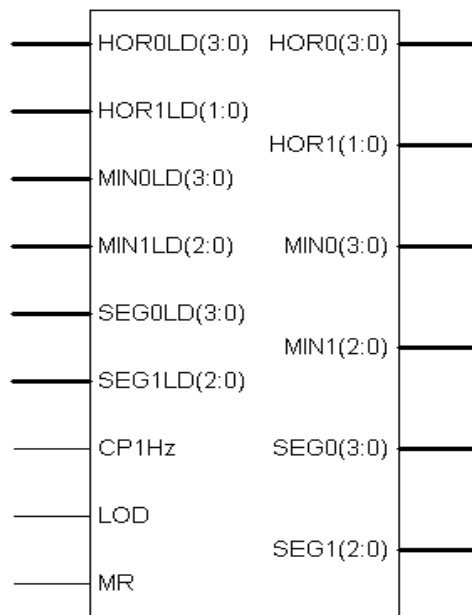 HOR0LD(3:0) HOR0(3:0)
HOR1LD(1:0)
HOR1(1:0)
MIN0LD(3:0)
MIN1LD(2:0) MIN0(3:0)
SEG0LD(3:0)
MIN1(2:0)
SEG1LD(2:0)
CP1Hz SEG0(3:0)
LOD
SEG1(2:0)
MR